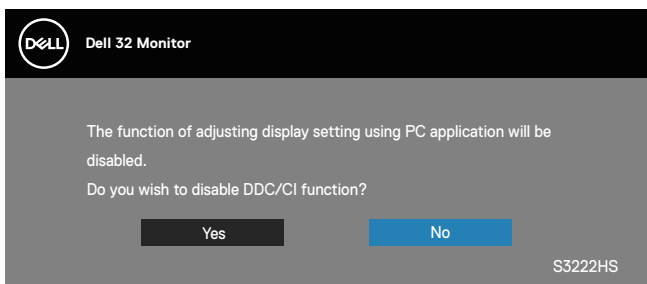 DELL
Dell 32 Monitor
The function of adjusting display setting using PC application will be
disabled.
Do you wish to disable DDC/CI function?
Yes
No
S3222HS